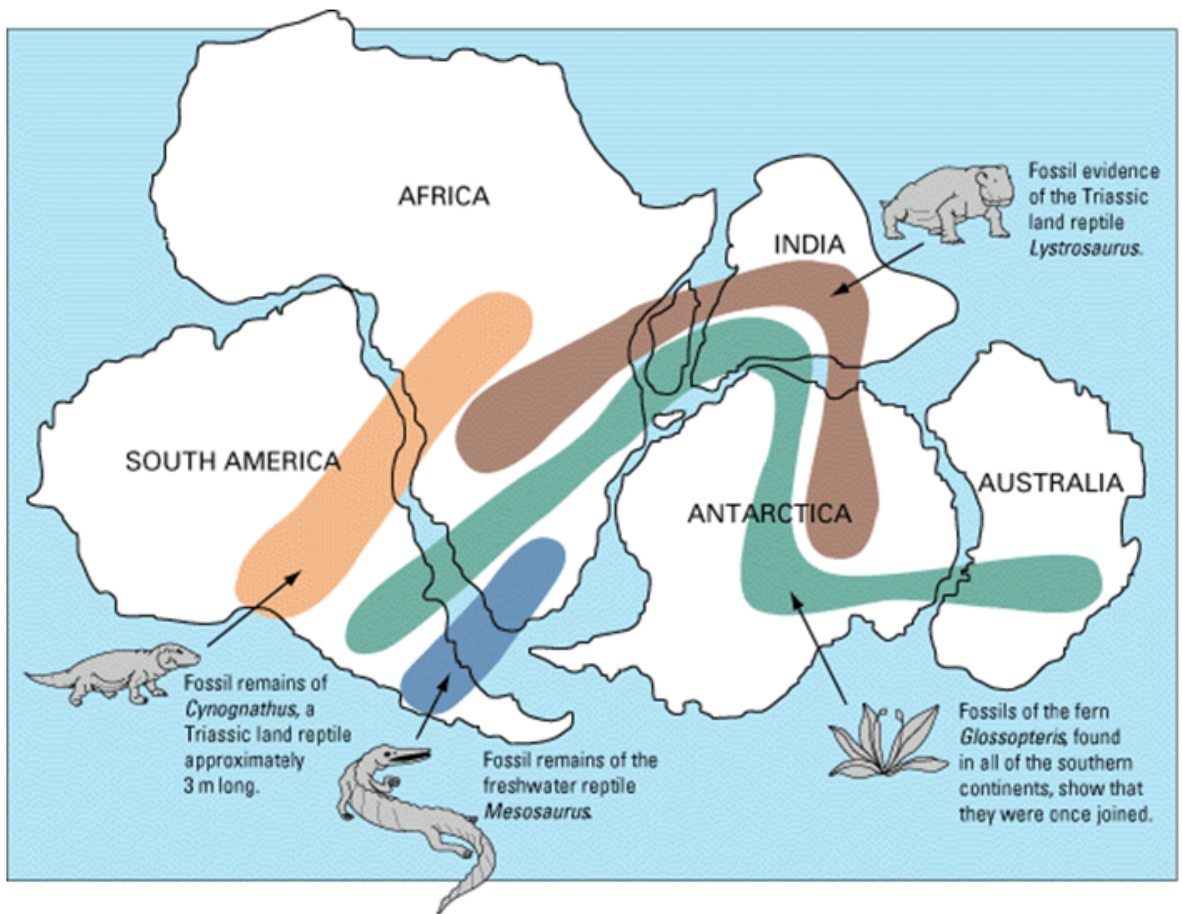 AFRICA
INDIA
Fossil evidence
of the Triassic
land reptile
Lystrosaurus.
SOUTH AMERICA
ANTARCTICA
AUSTRALIA
Fossil remains of
Cynognathus, a
Triassic land reptile
approximately
3 m long.
Fossil remains of the
freshwater reptile
Mesosaurus.
Fossils of the fern
Glossopteris, found
in all of the southern
continents, show that
they were once joined.